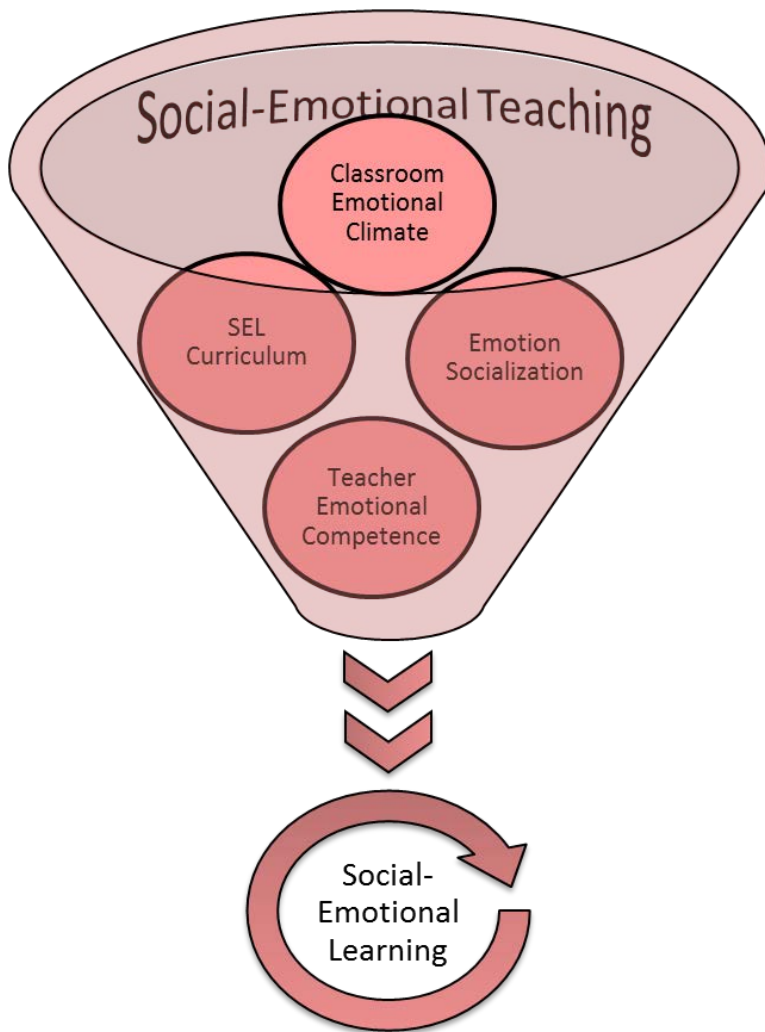 Social-Emotional Teaching
Classroom
Emotional
Climate
SEL
Curriculum
Emotion
Socialization
Teacher
Emotional
Competence
Social-
Emotional
Learning